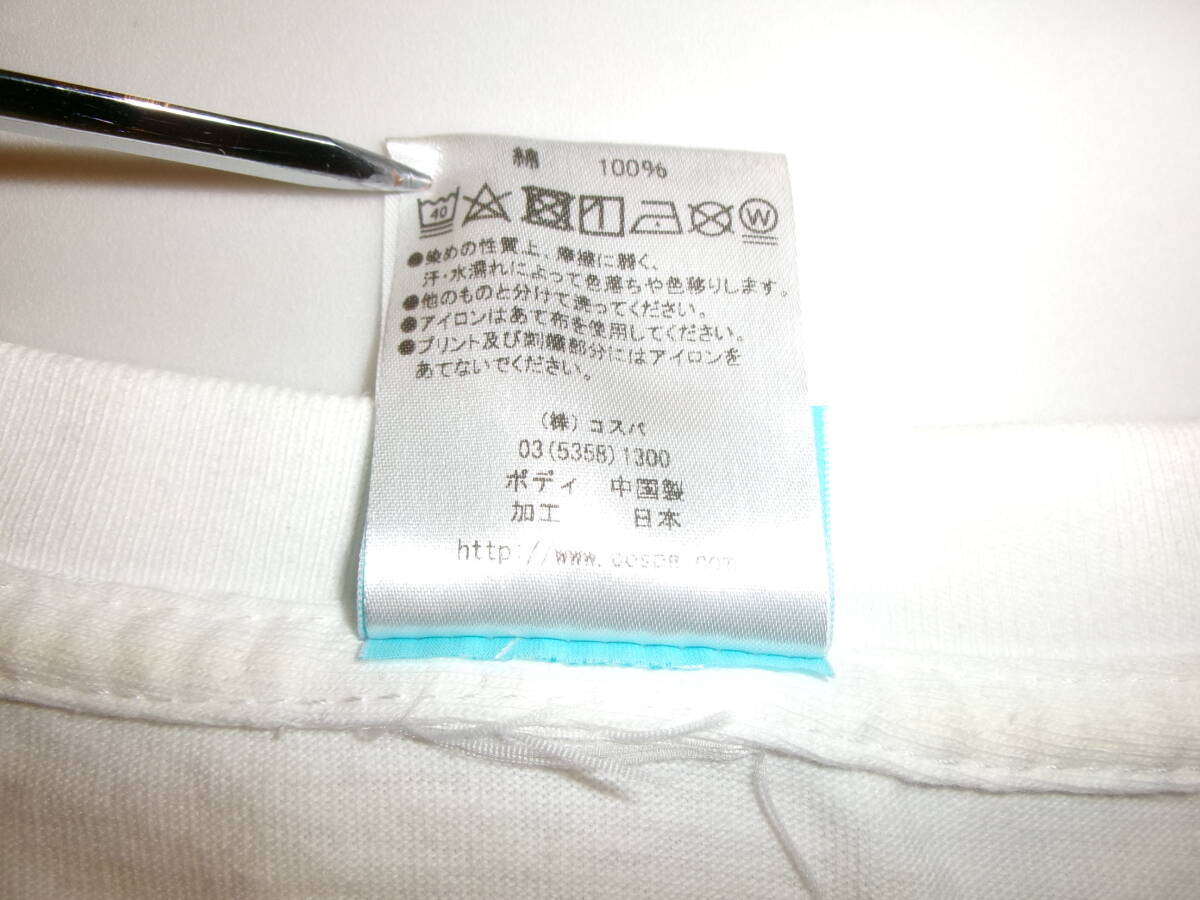 綿 100%
40 W
●染めの性質上、摩擦に弱く、
汗・水濡れによって色落ちや色移りします。
●他のものと分けて洗ってください。
●アイロンはあて布を使用してください。
●プリント及び刺繍部分にはアイロンを
あてないでください。
(株)コスパ
03(5358)1300
ボディ 中国製
加工 日本
http://www.cospa.com